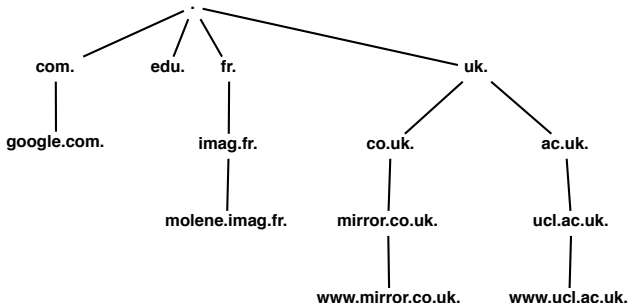 .
com. edu. fr. uk.
google.com. imag.fr. co.uk. ac.uk.
molene.imag.fr. mirror.co.uk. ucl.ac.uk.
www.mirror.co.uk. www.ucl.ac.uk.